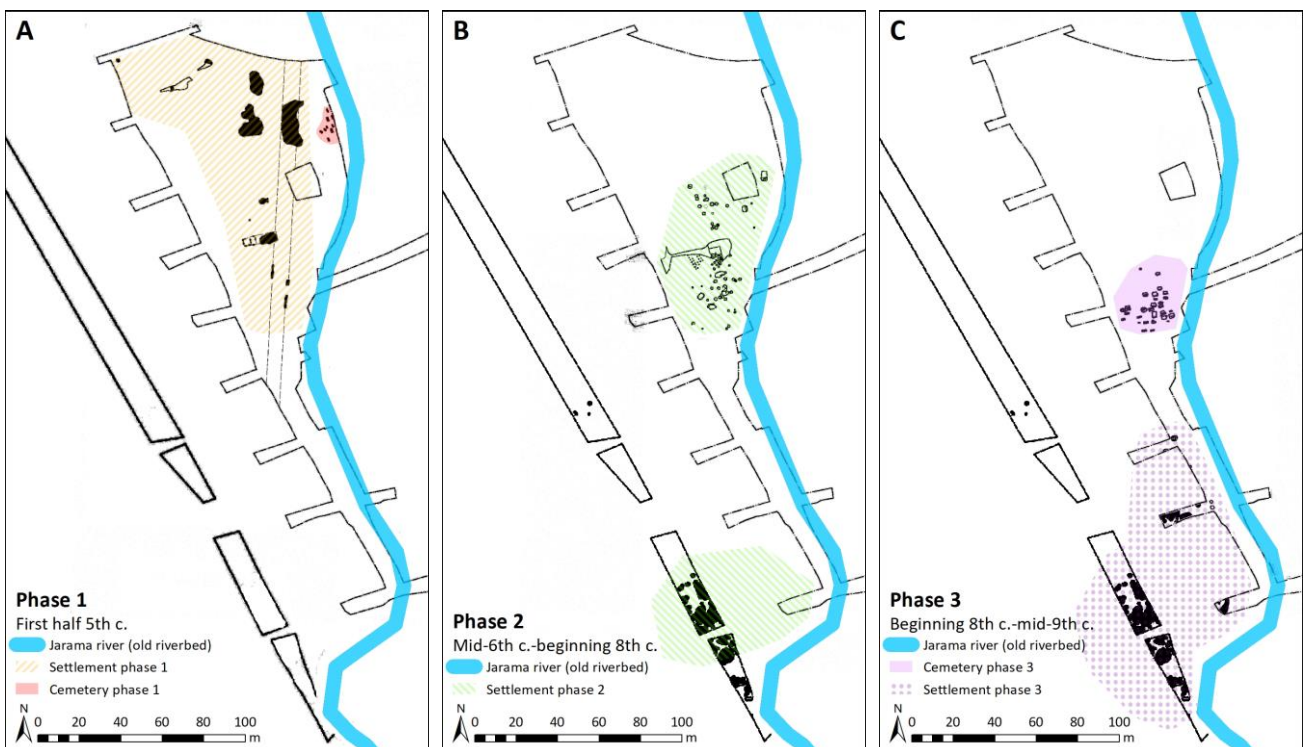 A
Phase 1
First half 5th c.
Jarama river (old riverbed)
Settlement phase 1
Cemetery phase 1
N
0 20 40 60 80 100
m
B
Phase 2
Mid-6th c.-beginning 8th c.
Jarama river (old riverbed)
Settlement phase 2
N
0 20 40 60 80 100
m
C
Phase 3
Beginning 8th c.-mid-9th c.
Jarama river (old riverbed)
Cemetery phase 3
Settlement phase 3
N
0 20 40 60 80 100
m